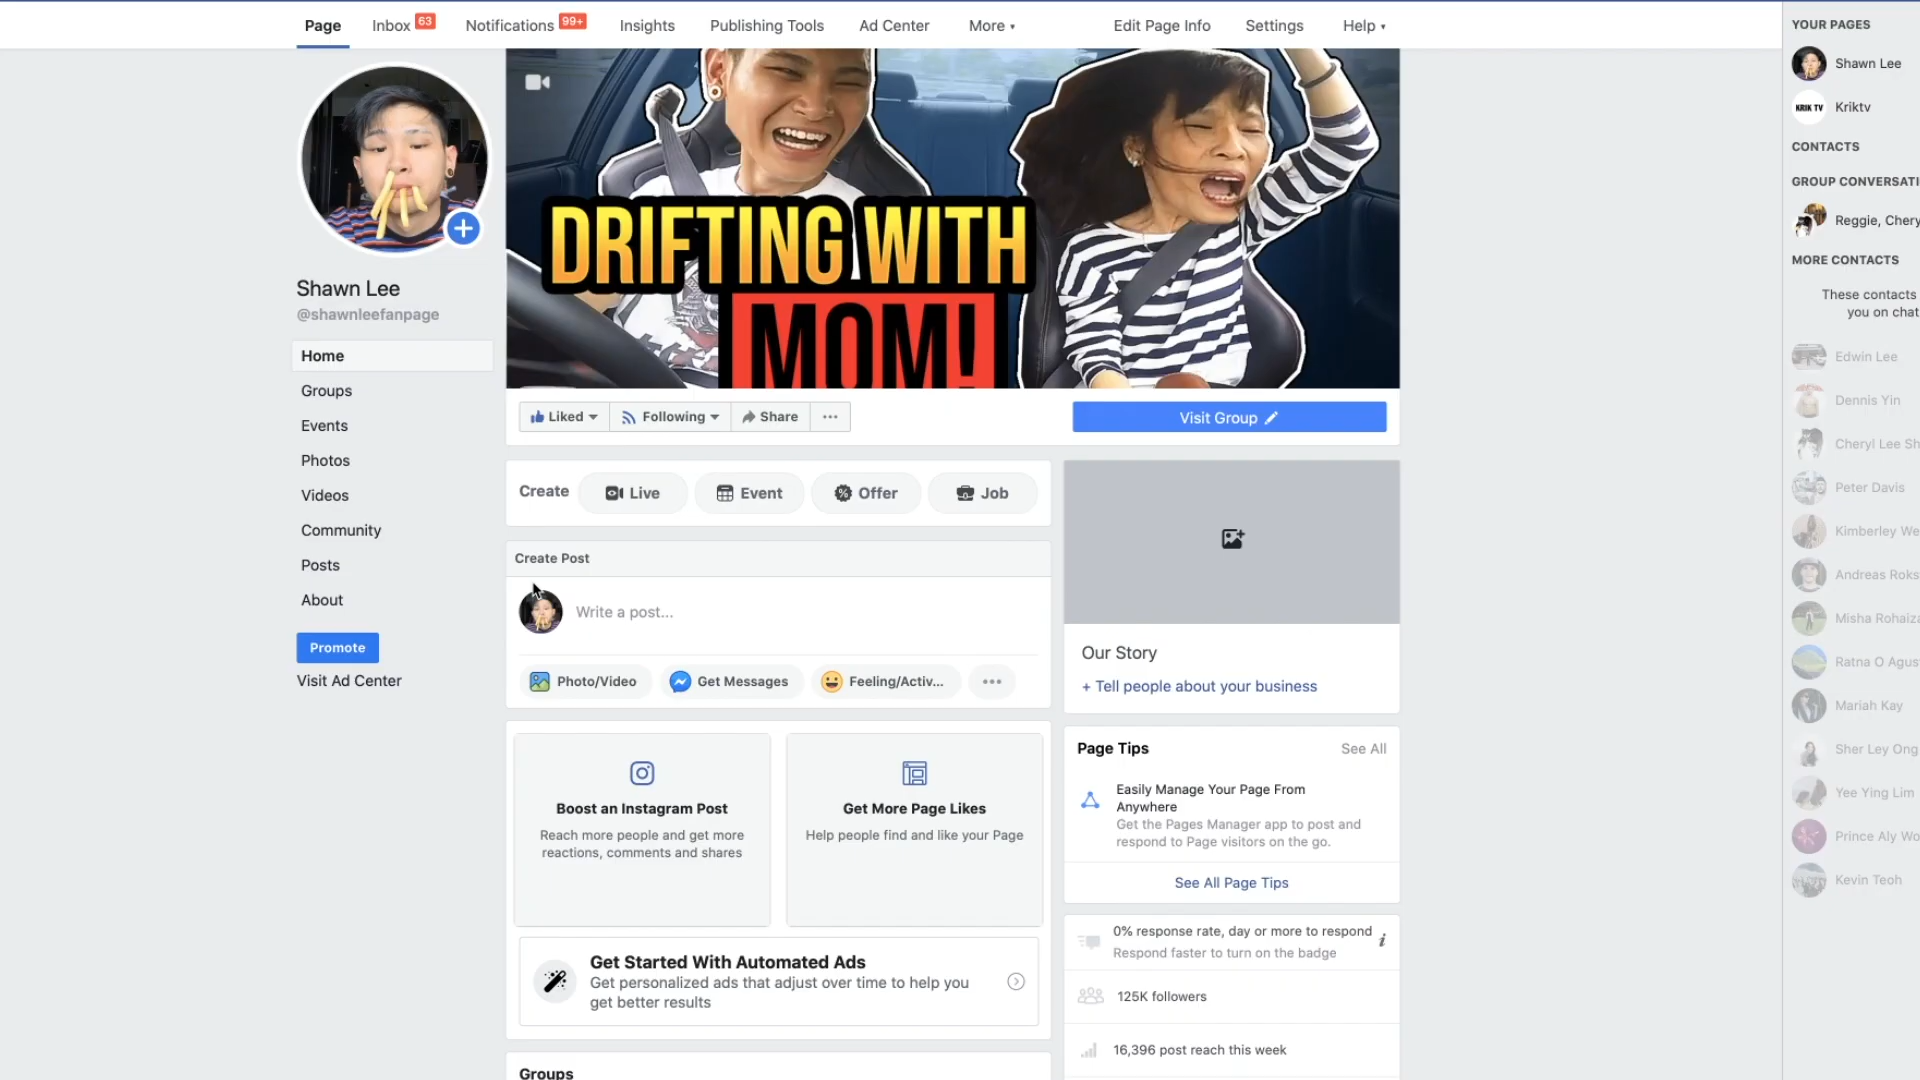 Page
Inbox 63
Notifications 99+
Insights
Publishing Tools
Ad Center
More
Edit Page Info
Settings
Help
DRIFTING WITH
MOM!
Shawn Lee
@shawnleefanpage
Home
Groups
Events
Photos
Videos
Community
Posts
About
Promote
Visit Ad Center
Liked
Following
Share
Visit Group
Create
Live
Event
Offer
Job
Create Post
Write a post...
Photo/Video
Get Messages
Feeling/Activ...
Boost an Instagram Post
Reach more people and get more
reactions, comments and shares
Get More Page Likes
Help people find and like your Page
Get Started With Automated Ads
Get personalized ads that adjust over time to help you
get better results
Groups
Our Story
+ Tell people about your business
Page Tips
See All
Easily Manage Your Page From
Anywhere
Get the Pages Manager app to post and
respond to Page visitors on the go.
See All Page Tips
0% response rate, day or more to respond
Respond faster to turn on the badge
125K followers
16,396 post reach this week
YOUR PAGES
Shawn Lee
KRIK TV
Kriktv
CONTACTS
GROUP CONVERSATI
Reggie, Chery
MORE CONTACTS
These contacts
you on chat
Edwin Lee
Dennis Yin
Cheryl Lee Sh
Peter Davis
Kimberley We
Andreas Roks
Misha Rohaiza
Ratna O Agus
Mariah Kay
Sher Ley Ong
Yee Ying Lim
Prince Aly Wo
Kevin Teoh